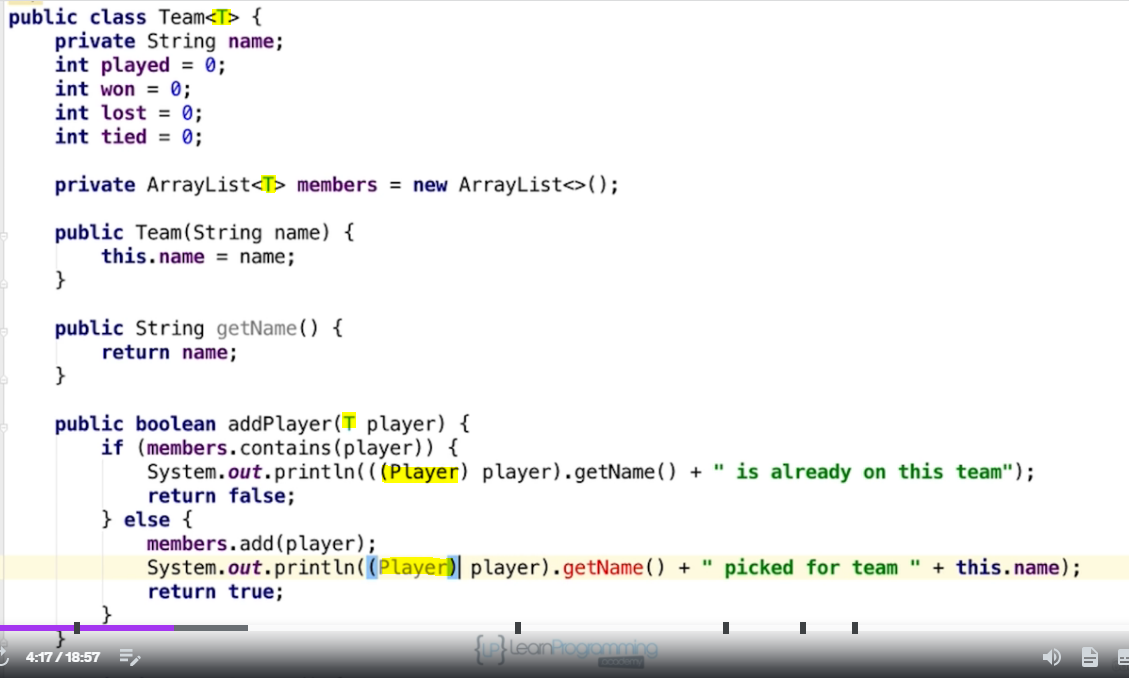 public class Team<T> {
    private String name;
    int played = 0;
    int won = 0;
    int lost = 0;
    int tied = 0;

    private ArrayList<T> members = new ArrayList<>();

    public Team(String name) {
        this.name = name;
    }

    public String getName() {
        return name;
    }

    public boolean addPlayer(T player) {
        if (members.contains(player)) {
            System.out.println(((Player) player).getName() + " is already on this team");
            return false;
        } else {
            members.add(player);
            System.out.println((Player) player).getName() + " picked for team " + this.name);
            return true;
        }
    }
{LP} LearnProgramming
academy
4:17 / 18:57